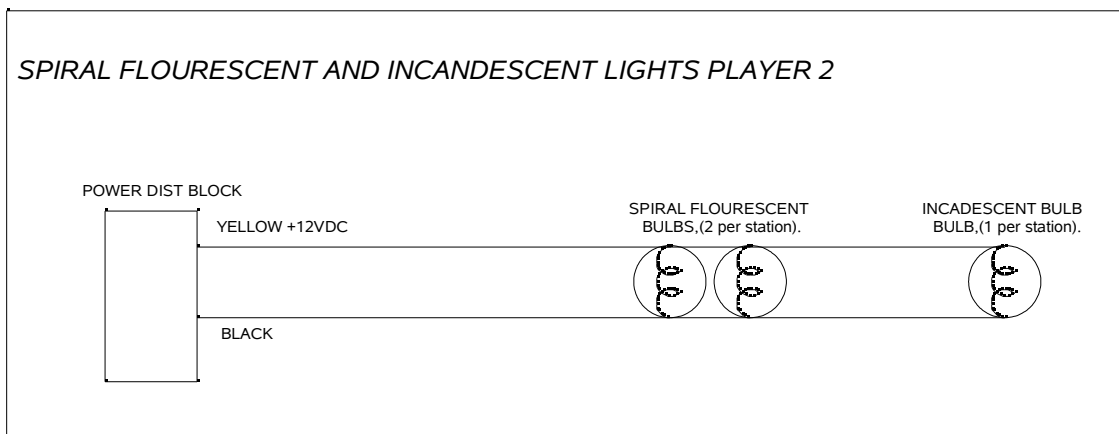 SPIRAL FLOURESCENT AND INCANDESCENT LIGHTS PLAYER 2
POWER DIST BLOCK
YELLOW +12VDC
SPIRAL FLOURESCENT
BULBS,(2 per station).
INCADESCENT BULB
BULB,(1 per station).
BLACK